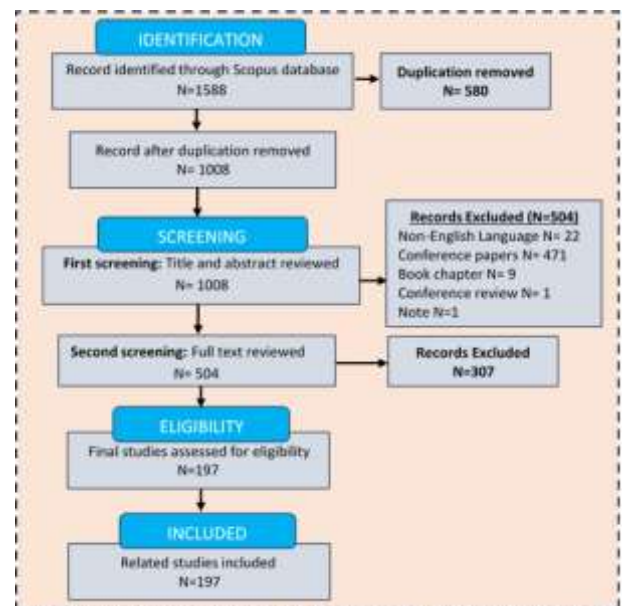 IDENTIFICATION
Record identified through Scopus database
N=1588
Duplication removed
N= 580
Record after duplication removed
N= 1008
SCREENING
First screening: Title and abstract reviewed
N= 1008
Records Excluded (N=504)
Non-English Language N= 22
Conference papers N= 471
Book chapter N= 9
Conference review N= 1
Note N=1
Second screening: Full text reviewed
N= 504
Records Excluded
N=307
ELIGIBILITY
Final studies assessed for eligibility
N=197
INCLUDED
Related studies included
N=197